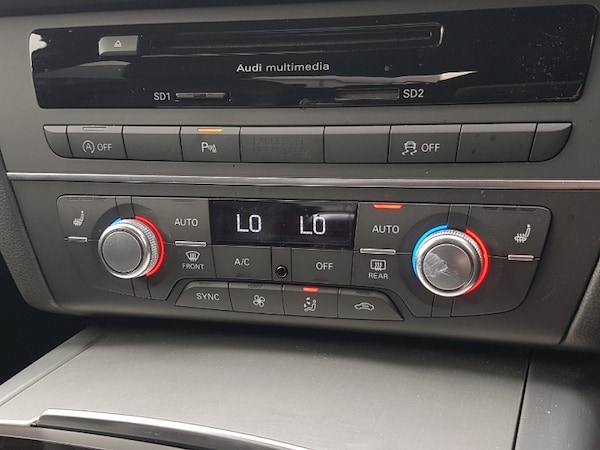 Audi multimedia
SD1 SD2
OFF P OFF
AUTO LO LO AUTO
FRONT A/C OFF REAR
SYNC